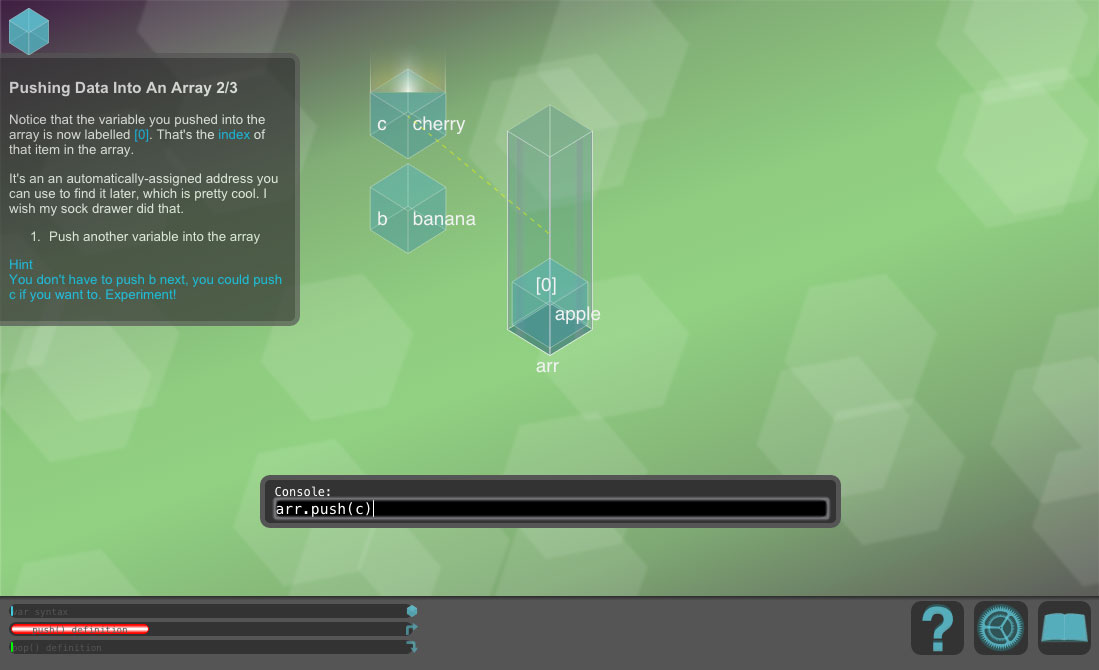 Pushing Data Into An Array 2/3
Notice that the variable you pushed into the
array is now labelled [0]. That's the index of
that item in the array.
It's an an automatically-assigned address you
can use to find it later, which is pretty cool. I
wish my sock drawer did that.
1. Push another variable into the array
Hint
You don't have to push b next, you could push
c if you want to. Experiment!
c cherry
b banana
[0]
apple
arr
Console:
arr.push(c)
var syntax
push() definition
pop() definition
?